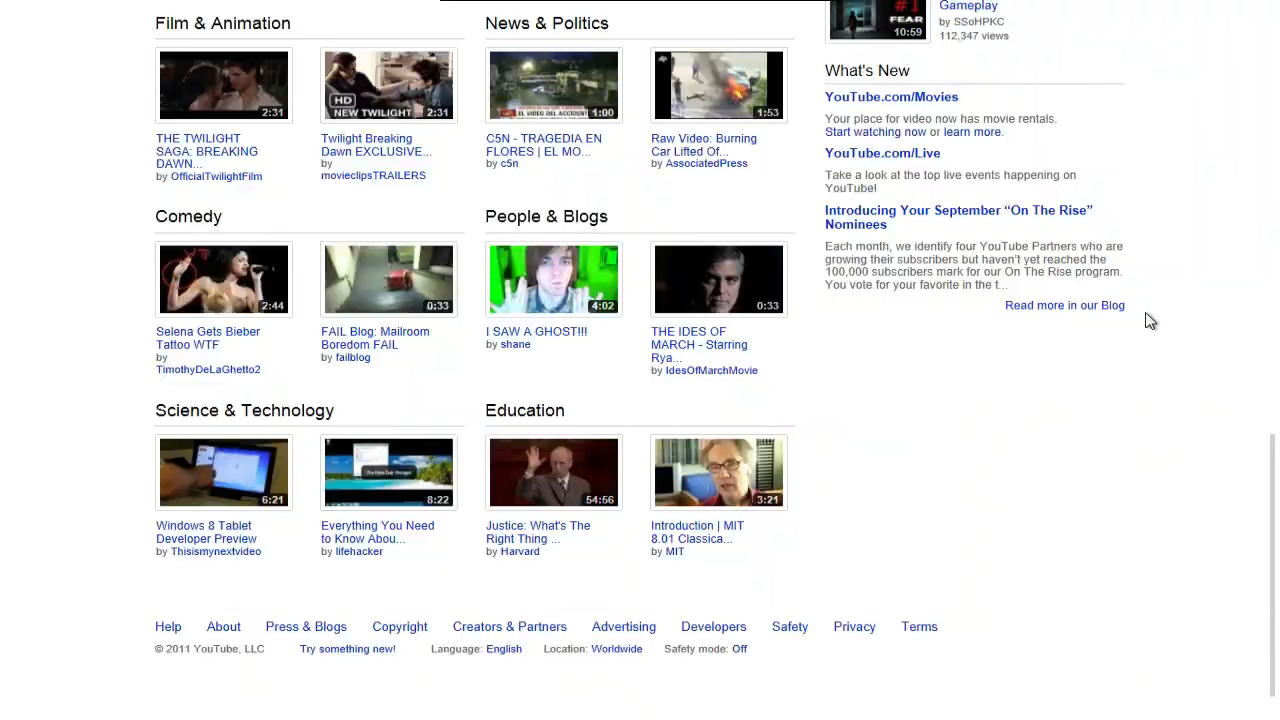 Film & Animation
2:31
THE TWILIGHT
SAGA: BREAKING
DAWN...
by OfficialTwilightFilm
HD
NEW TWILIGHT
2:31
Twilight Breaking
Dawn EXCLUSIVE...
by
movieclipsTRAILERS
News & Politics
EL VIDEO DEL ACCIDENT
1:00
C5N - TRAGEDIA EN
FLORES | EL MO...
by c5n
1:53
Raw Video: Burning
Car Lifted Of...
by AssociatedPress
Comedy
2:44
Selena Gets Bieber
Tattoo WTF
by
TimothyDeLaGhetto2
0:33
FAIL Blog: Mailroom
Boredom FAIL
by failblog
People & Blogs
4:02
I SAW A GHOST!!!
by shane
0:33
THE IDES OF
MARCH - Starring
Rya...
by IdesOfMarchMovie
Science & Technology
6:21
Windows 8 Tablet
Developer Preview
by Thisismynextvideo
8:22
Everything You Need
to Know Abou...
by lifehacker
Education
54:56
Justice: What's The
Right Thing ...
by Harvard
3:21
Introduction | MIT
8.01 Classica...
by MIT
#1
FEAR
10:59
Gameplay
by SSoHPKC
112,347 views
What's New
YouTube.com/Movies
Your place for video now has movie rentals.
Start watching now or learn more.
YouTube.com/Live
Take a look at the top live events happening on
YouTube!
Introducing Your September “On The Rise”
Nominees
Each month, we identify four YouTube Partners who are
growing their subscribers but haven't yet reached the
100,000 subscribers mark for our On The Rise program.
You vote for your favorite in the t...
Read more in our Blog
Help About Press & Blogs Copyright Creators & Partners Advertising Developers Safety Privacy Terms
© 2011 YouTube, LLC Try something new! Language: English Location: Worldwide Safety mode: Off